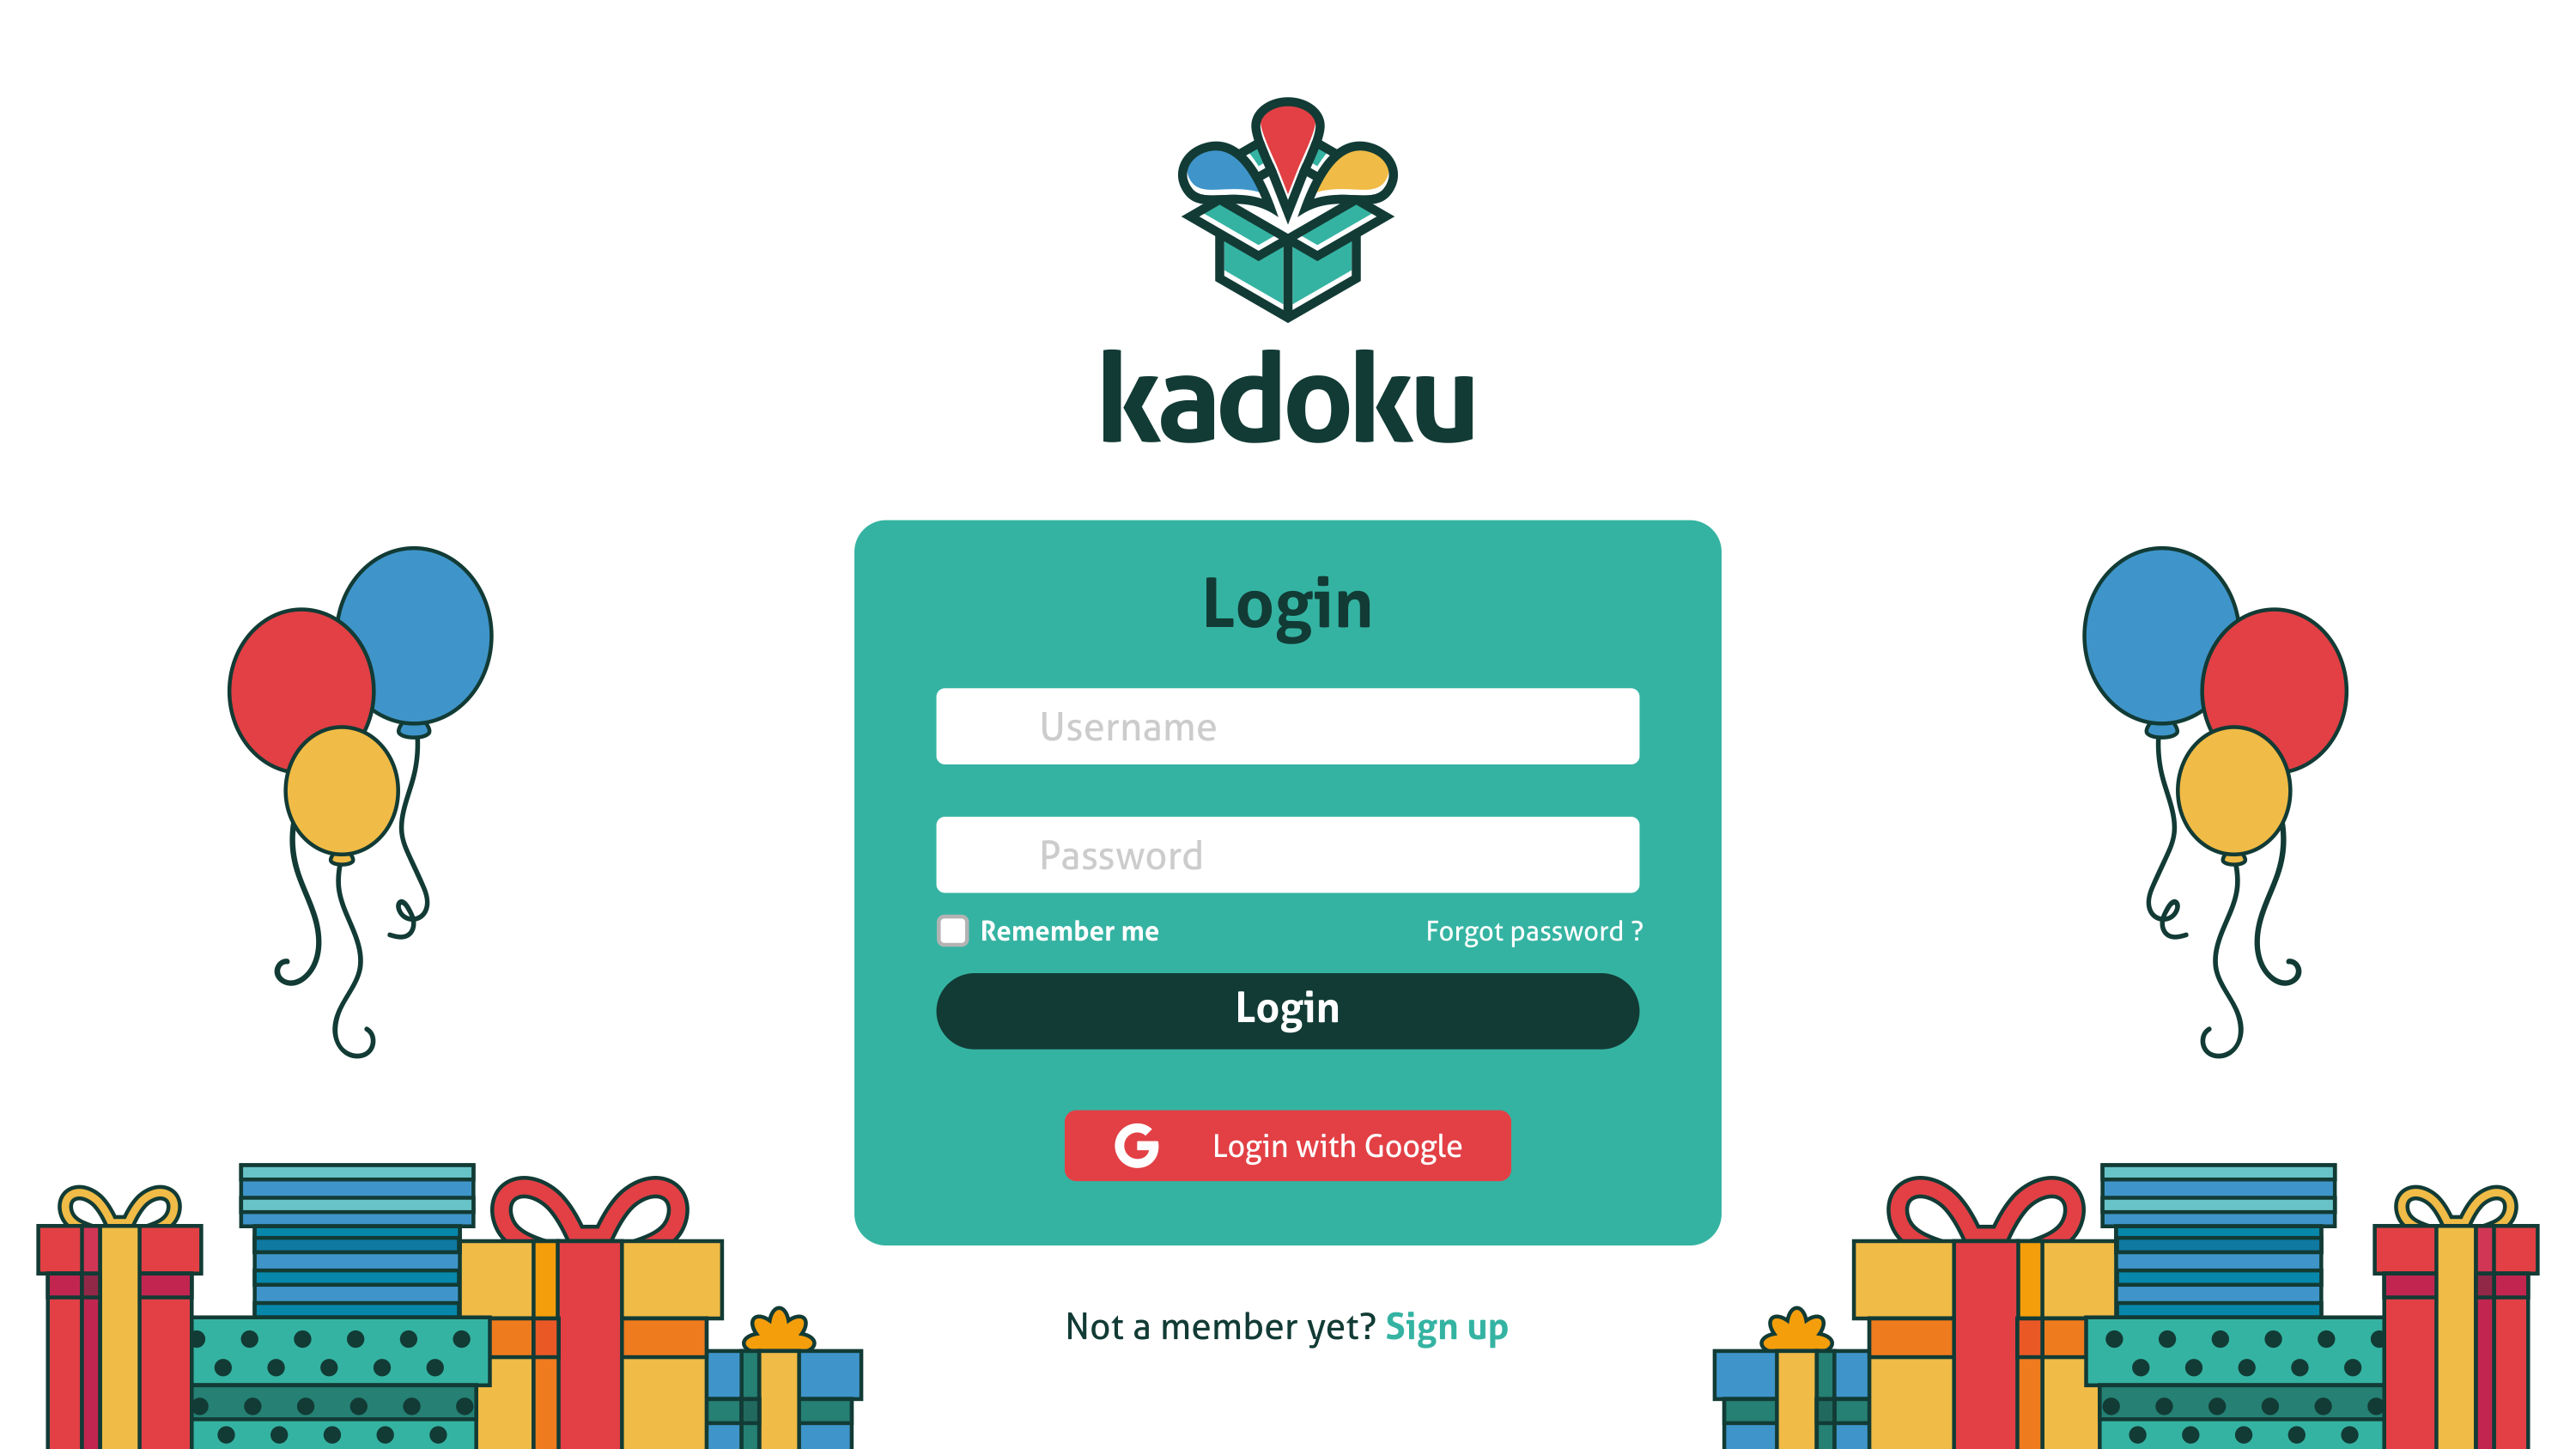 kadoku
Login
Username
Password
Remember me
Forgot password ?
Login
Login with Google
Not a member yet? Sign up